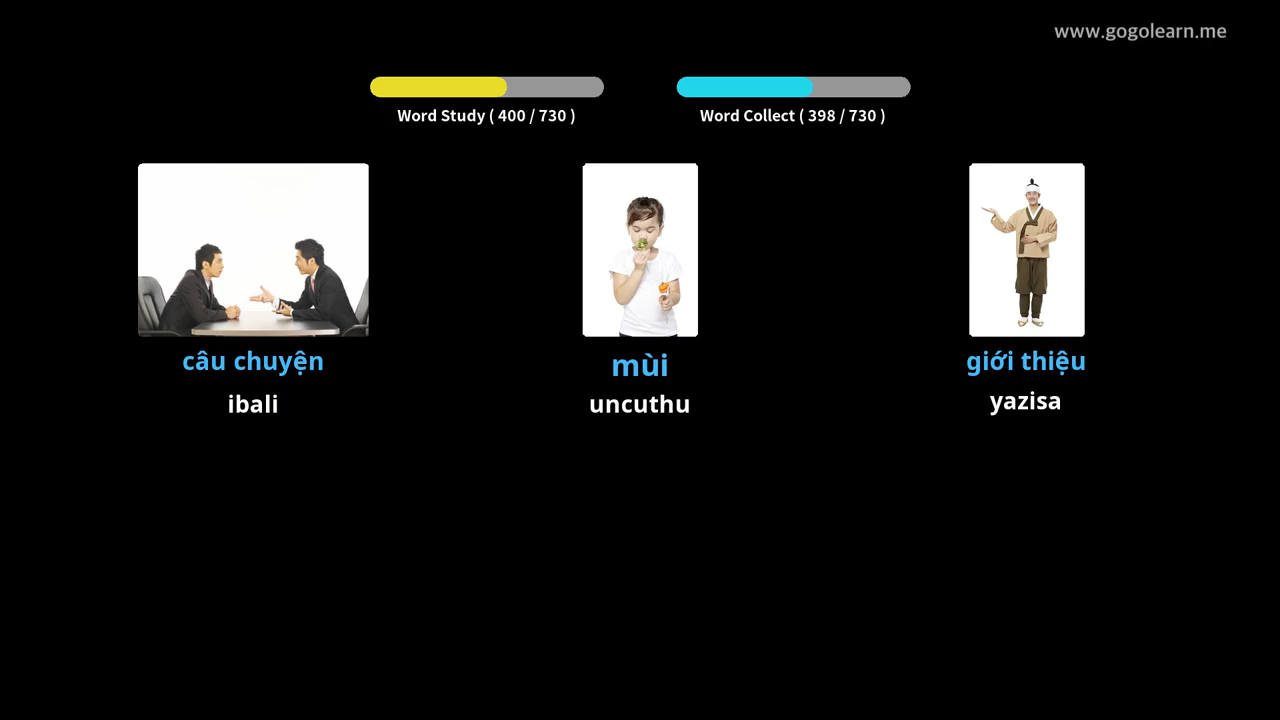 www.gogolearn.me
Word Study ( 400 / 730 )
Word Collect ( 398 / 730 )
câu chuyện
mùi
giới thiệu
ibali
uncuthu
yazisa